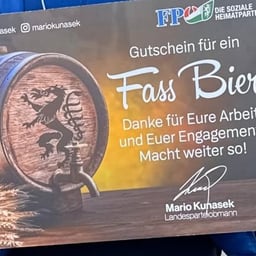 mariokunasek
FPÖ DIE SOZIALE
HEIMATPARTEI
Gutschein für ein
Fass Bier
Danke für Eure Arbeit
und Euer Engagement
Macht weiter so!
Mario Kunasek
Landesparteiobmann